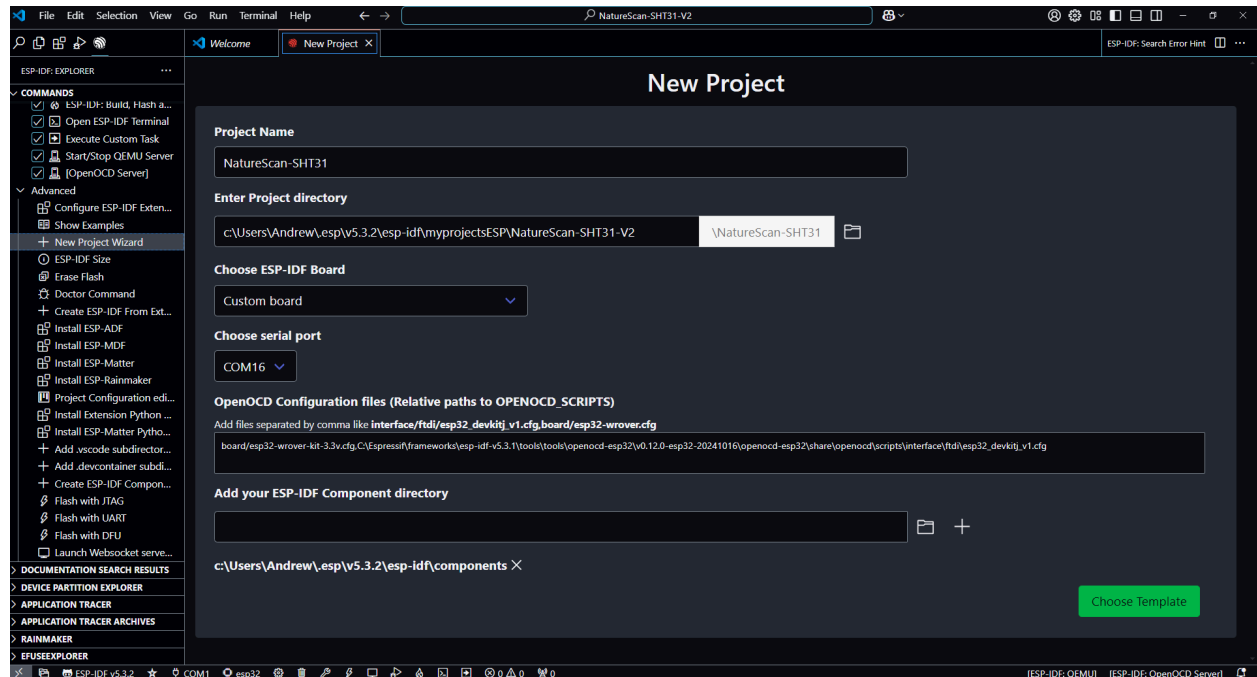 File Edit Selection View Go Run Terminal Help
NatureScan-SHT31-V2
Welcome
New Project
ESP-IDF: Search Error Hint
ESP-IDF: EXPLORER
COMMANDS
ESP-IDF: Build, Flash a...
Open ESP-IDF Terminal
Execute Custom Task
Start/Stop QEMU Server
[OpenOCD Server]
Advanced
Configure ESP-IDF Exten...
Show Examples
New Project Wizard
ESP-IDF Size
Erase Flash
Doctor Command
Create ESP-IDF From Ext...
Install ESP-ADF
Install ESP-MDF
Install ESP-Matter
Install ESP-Rainmaker
Project Configuration edi...
Install Extension Python ...
Install ESP-Matter Pytho...
Add .vscode subdirector...
Add .devcontainer subdi...
Create ESP-IDF Compon...
Flash with JTAG
Flash with UART
Flash with DFU
Launch Websocket serve...
DOCUMENTATION SEARCH RESULTS
DEVICE PARTITION EXPLORER
APPLICATION TRACER
APPLICATION TRACER ARCHIVES
RAINMAKER
EFUSEEXPLORER
New Project
Project Name
NatureScan-SHT31
Enter Project directory
c:\Users\Andrew\.esp\v5.3.2\esp-idf\myprojectsESP\NatureScan-SHT31-V2 \NatureScan-SHT31
Choose ESP-IDF Board
Custom board
Choose serial port
COM16
OpenOCD Configuration files (Relative paths to OPENOCD_SCRIPTS)
Add files separated by comma like interface/ftdi/esp32_devkitj_v1.cfg,board/esp32-wrover.cfg
board/esp32-wrover-kit-3.3v.cfg,C:\Espressif\frameworks\esp-idf-v5.3.1\tools\tools\openocd-esp32\v0.12.0-esp32-20241016\openocd-esp32\share\openocd\scripts\interface\ftdi\esp32_devkitj_v1.cfg
Add your ESP-IDF Component directory
c:\Users\Andrew\.esp\v5.3.2\esp-idf\components
Choose Template
ESP-IDF v5.3.2 COM1 esp32 0 0 0 [ESP-IDF: QEMU] [ESP-IDF: OpenOCD Server]